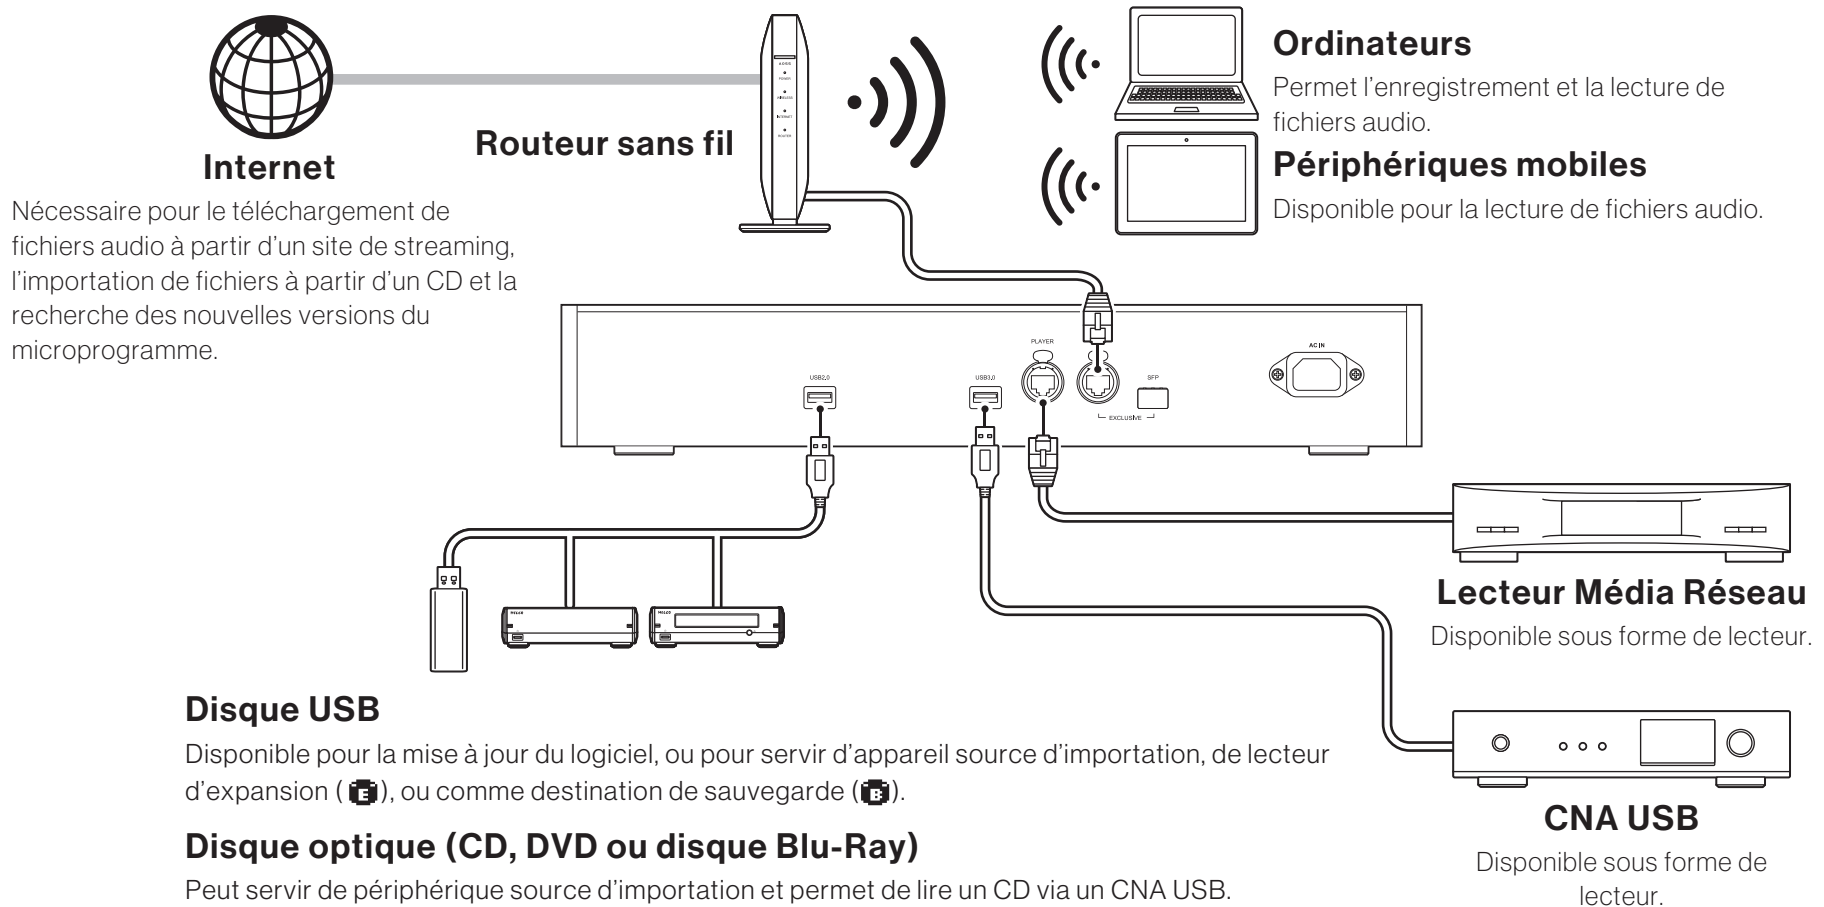 Internet
Nécessaire pour le téléchargement de
fichiers audio à partir d'un site de streaming,
l'importation de fichiers à partir d'un CD et la
recherche des nouvelles versions du
microprogramme.
Routeur sans fil
POWER
WIRELESS
INTERNET
ROUTER
Ordinateurs
Permet l'enregistrement et la lecture de
fichiers audio.
Périphériques mobiles
Disponible pour la lecture de fichiers audio.
USB2.0
USB3.0
PLAYER
SFP
EXCLUSIVE
AC IN
MELCO
MELCO
Lecteur Média Réseau
Disponible sous forme de lecteur.
Disque USB
Disponible pour la mise à jour du logiciel, ou pour servir d'appareil source d'importation, de lecteur
d'expansion ( E ), ou comme destination de sauvegarde ( B ).
Disque optique (CD, DVD ou disque Blu-Ray)
Peut servir de périphérique source d'importation et permet de lire un CD via un CNA USB.
CNA USB
Disponible sous forme de
lecteur.